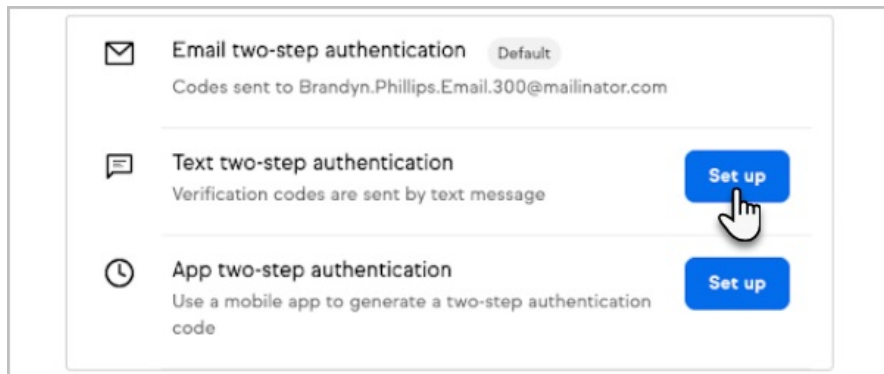 Email two-step authentication Default
Codes sent to Brandyn.Phillips.Email.300@mailinator.com
Text two-step authentication
Verification codes are sent by text message
Set up
App two-step authentication
Use a mobile app to generate a two-step authentication
code
Set up